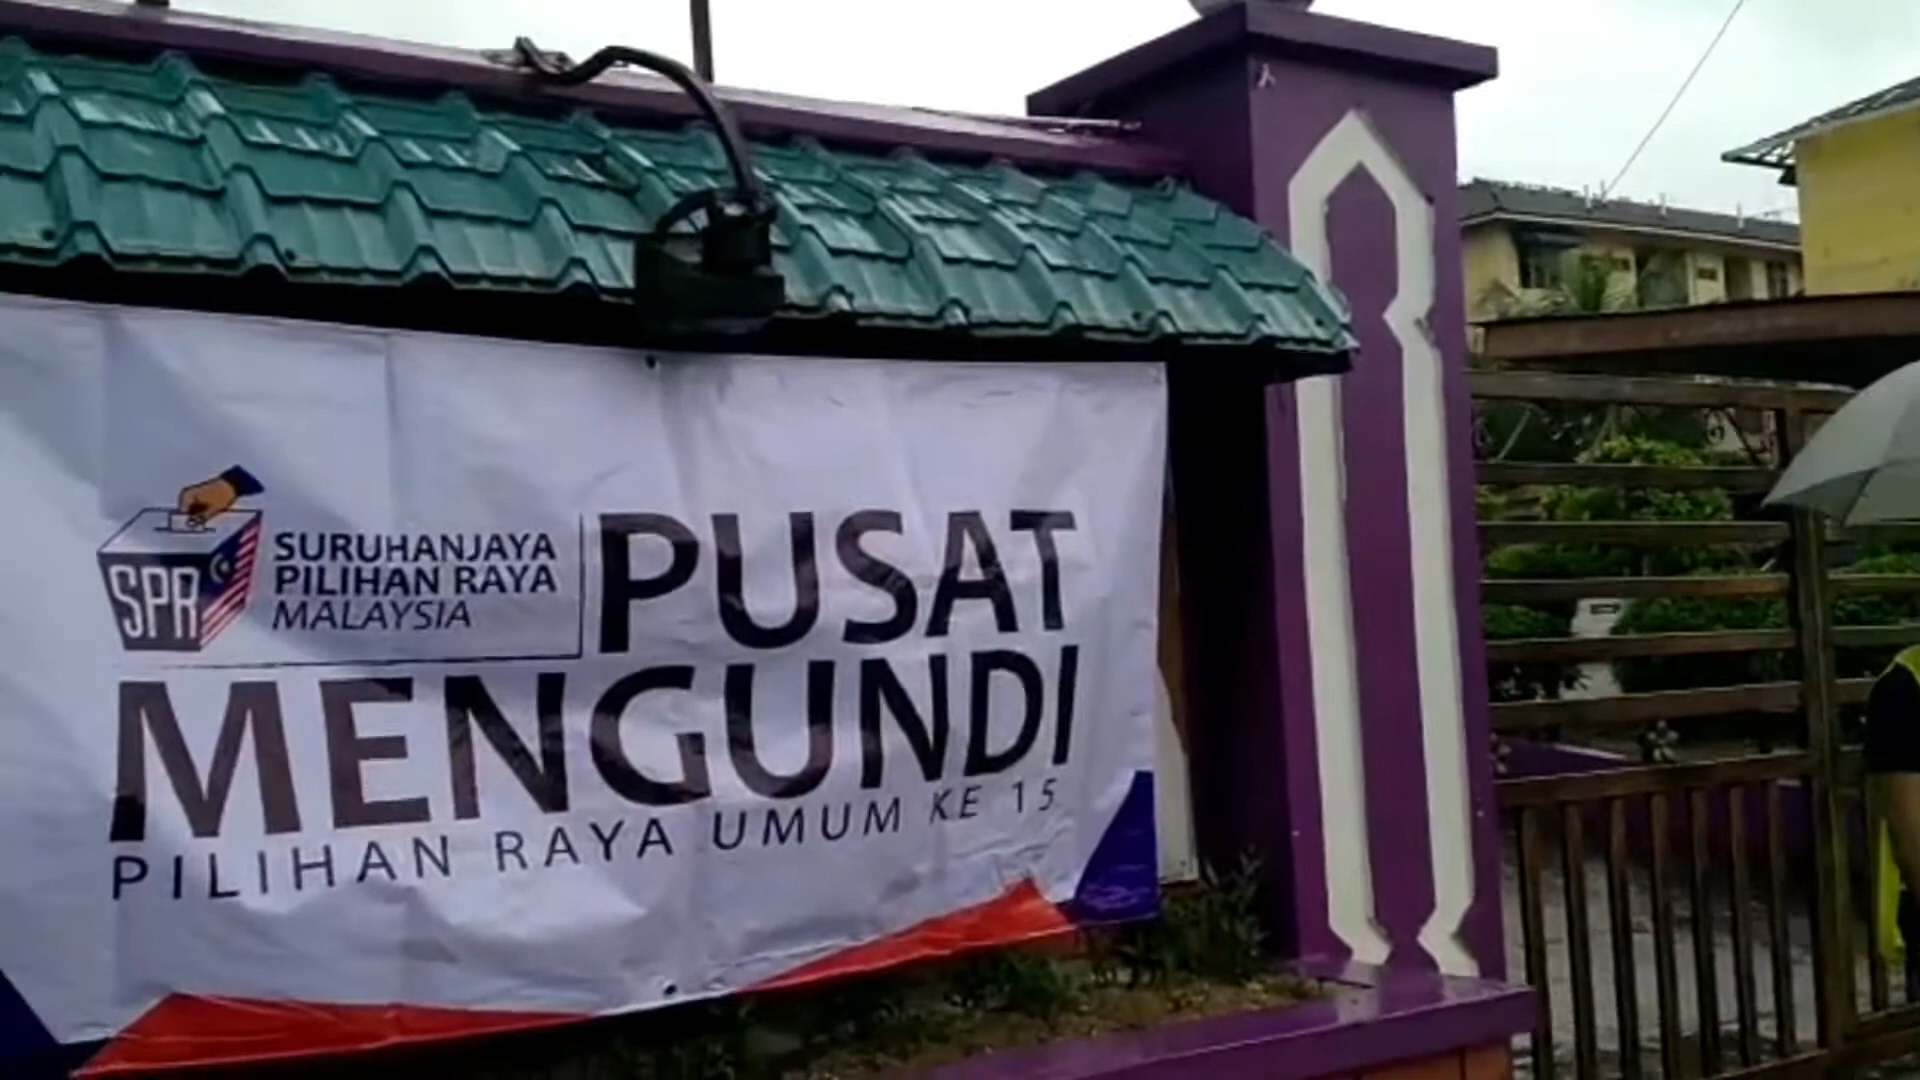 SPR
SURUHANJAYA
PILIHAN RAYA
MALAYSIA
PUSAT
MENGUNDI
PILIHAN RAYA UMUM KE 15